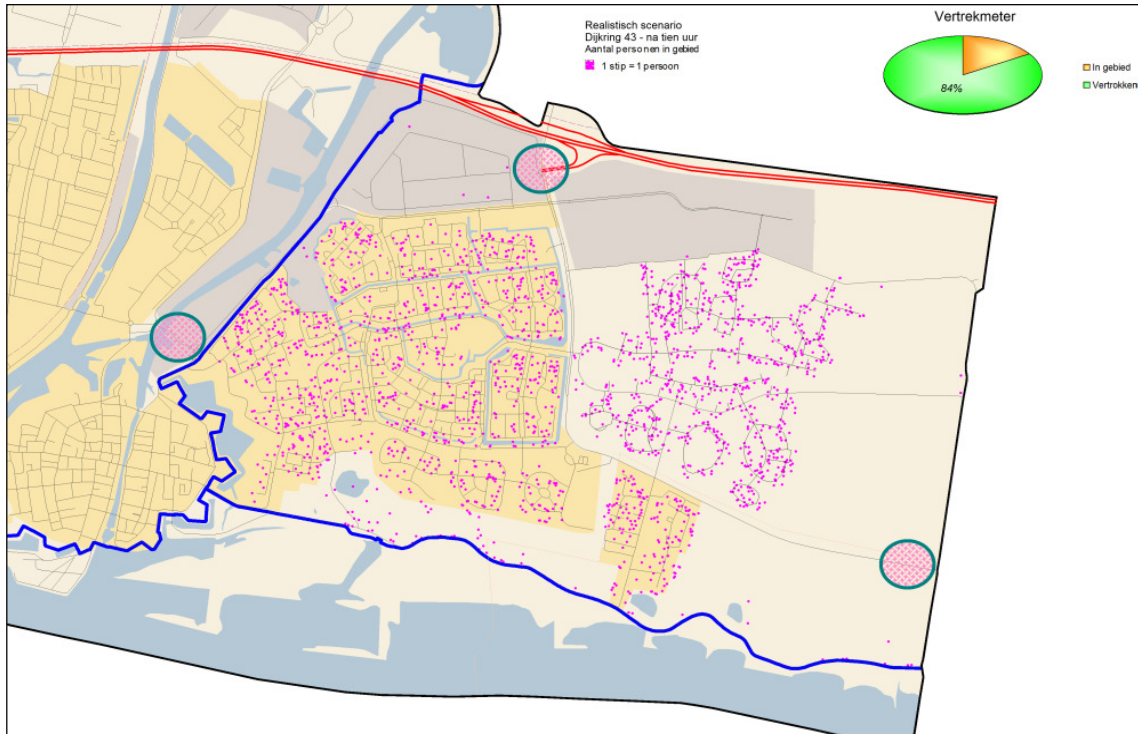 Realistisch scenario
Dijkring 43 - na tien uur
Aantal personen in gebied
1 stip = 1 persoon
Vertrekmeter
84%
In gebied
Vertrokken